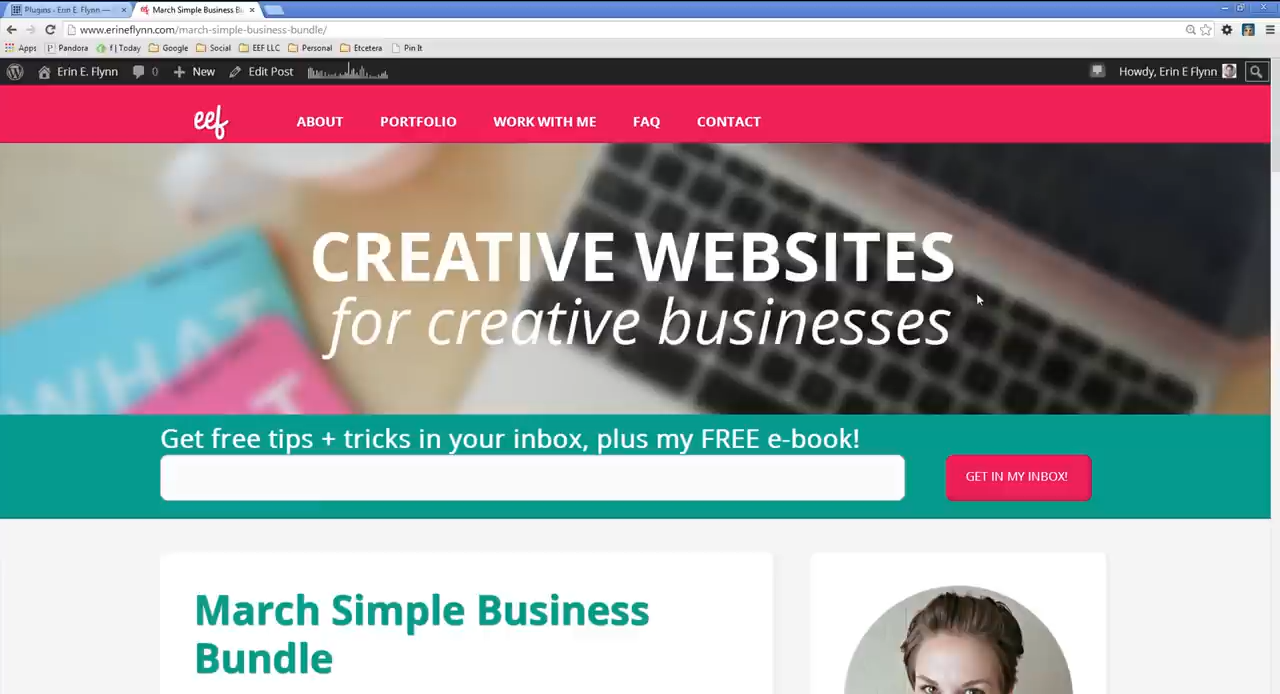 Plugins - Erin E. Flynn —
March Simple Business B
www.erineflynn.com/march-simple-business-bundle/
Apps Pandora f | Today Google Social EEF LLC Personal Etcetera Pin It
Erin E. Flynn 0 New Edit Post Howdy, Erin E Flynn
eef ABOUT PORTFOLIO WORK WITH ME FAQ CONTACT
WHAT
CREATIVE WEBSITES
for creative businesses
Get free tips + tricks in your inbox, plus my FREE e-book!
GET IN MY INBOX!
March Simple Business
Bundle